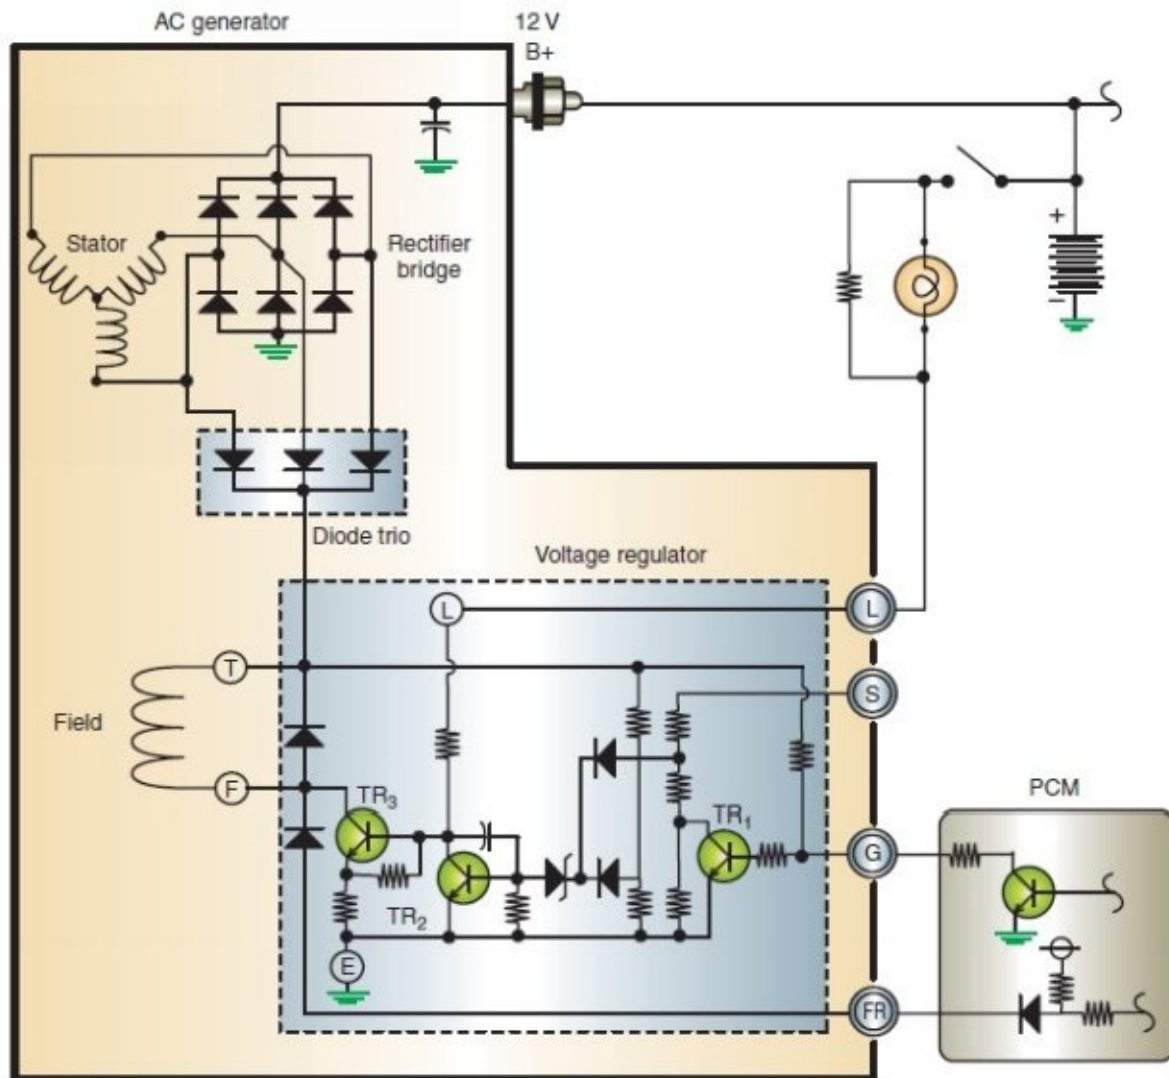 AC generator
12 V
B+
Stator
Rectifier
bridge
+
−
Diode trio
Voltage regulator
L
L
T
S
Field
PCM
F
TR3
TR1
G
TR2
E
FR